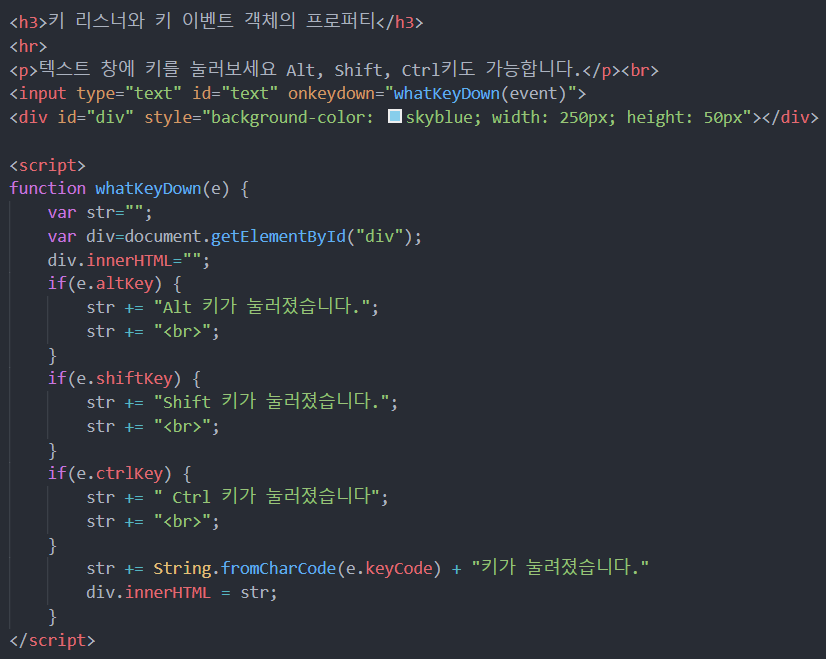 <h3>키 리스너와 키 이벤트 객체의 프로퍼티</h3>
<hr>
<p>텍스트 창에 키를 눌러보세요 Alt, Shift, Ctrl키도 가능합니다.</p><br>
<input type="text" id="text" onkeydown="whatKeyDown(event)">
<div id="div" style="background-color: skyblue; width: 250px; height: 50px"></div>

<script>
function whatKeyDown(e) {
    var str="";
    var div=document.getElementById("div");
    div.innerHTML="";
    if(e.altKey) {
        str += "Alt 키가 눌러졌습니다.";
        str += "<br>";
    }
    if(e.shiftKey) {
        str += "Shift 키가 눌러졌습니다.";
        str += "<br>";
    }
    if(e.ctrlKey) {
        str += " Ctrl 키가 눌러졌습니다";
        str += "<br>";
    }
        str += String.fromCharCode(e.keyCode) + "키가 눌려졌습니다."
        div.innerHTML = str;
    }
</script>